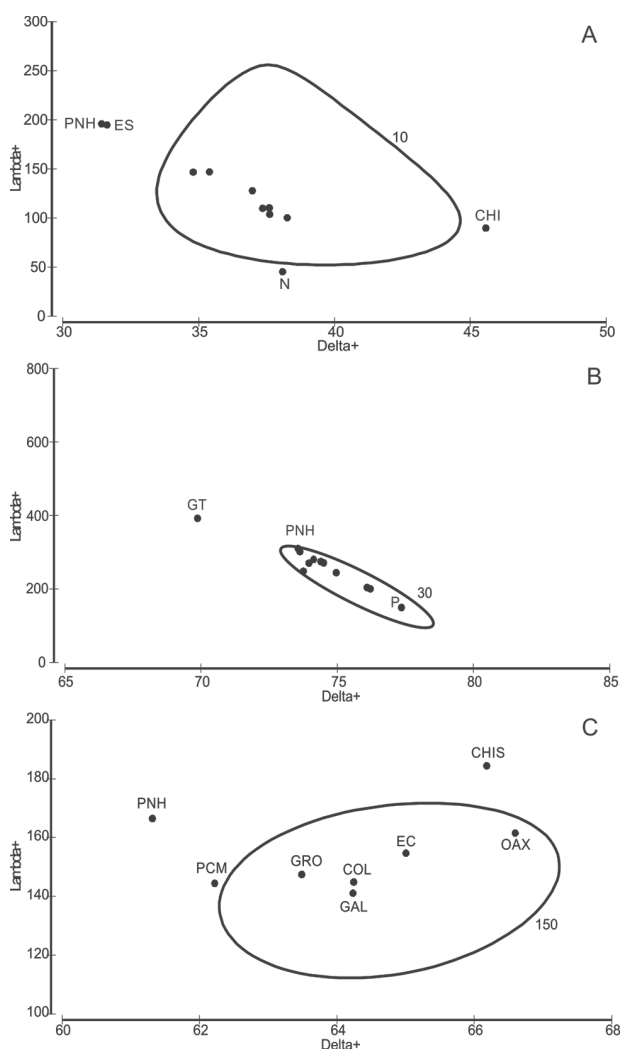 A
300
250
200
150
100
50
0
Lambda+
PNH
ES
10
CHI
N
30
35
40
45
50
Delta+
B
800
600
400
200
0
Lambda+
GT
PNH
30
P
65
70
75
80
85
Delta+
C
200
180
160
140
120
100
Lambda+
CHIS
PNH
OAX
EC
PCM
GRO
COL
GAL
150
60
62
64
66
68
Delta+